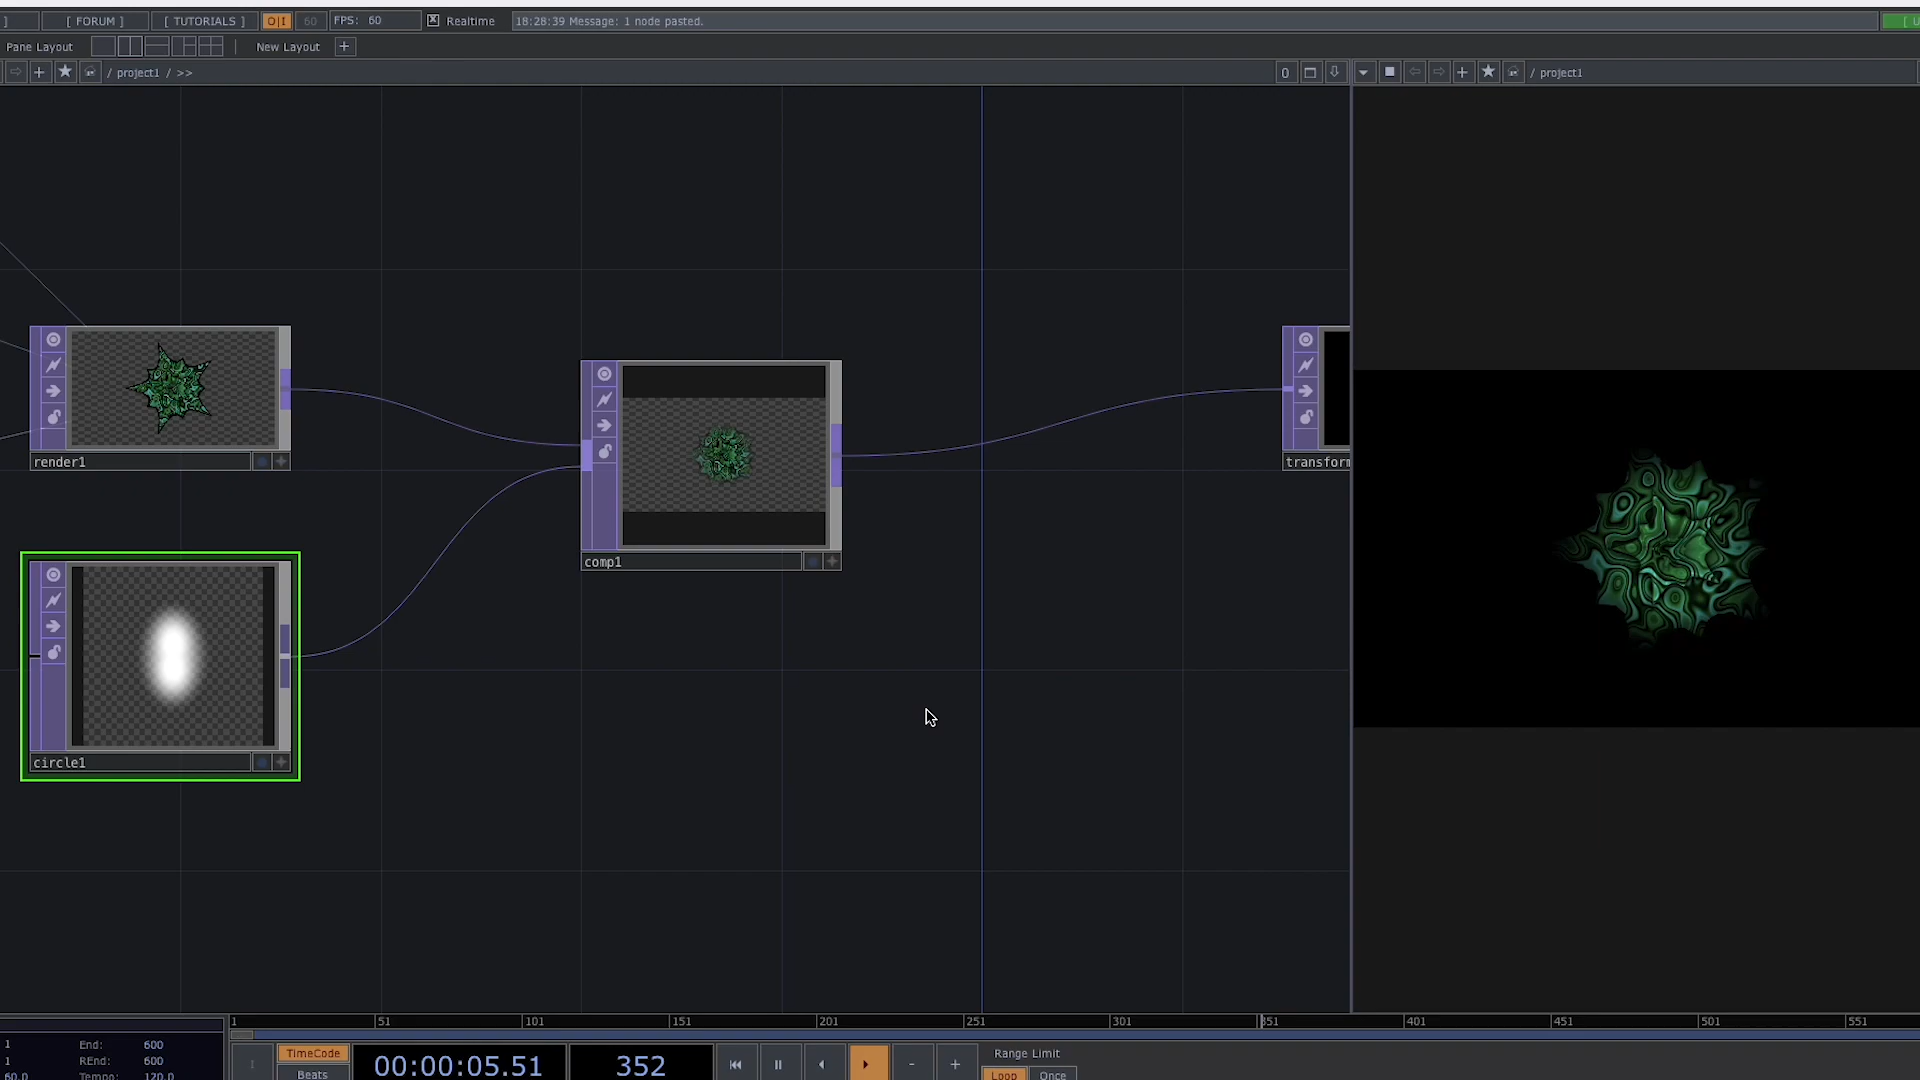 ]
[ FORUM ]
[ TUTORIALS ]
O|I
60
FPS: 60
Realtime
18:28:39 Message: 1 node pasted.
Pane Layout
New Layout
+
/ project1 / >>
0
/ project1
render1
transform
comp1
circle1
1 51 101 151 201 251 301 351 401 451 501 551
1 End: 600
1 REnd: 600
60.0 Tempo: 120.0
TimeCode
Beats
00:00:05.51
352
- +
Range Limit
Loop
Once